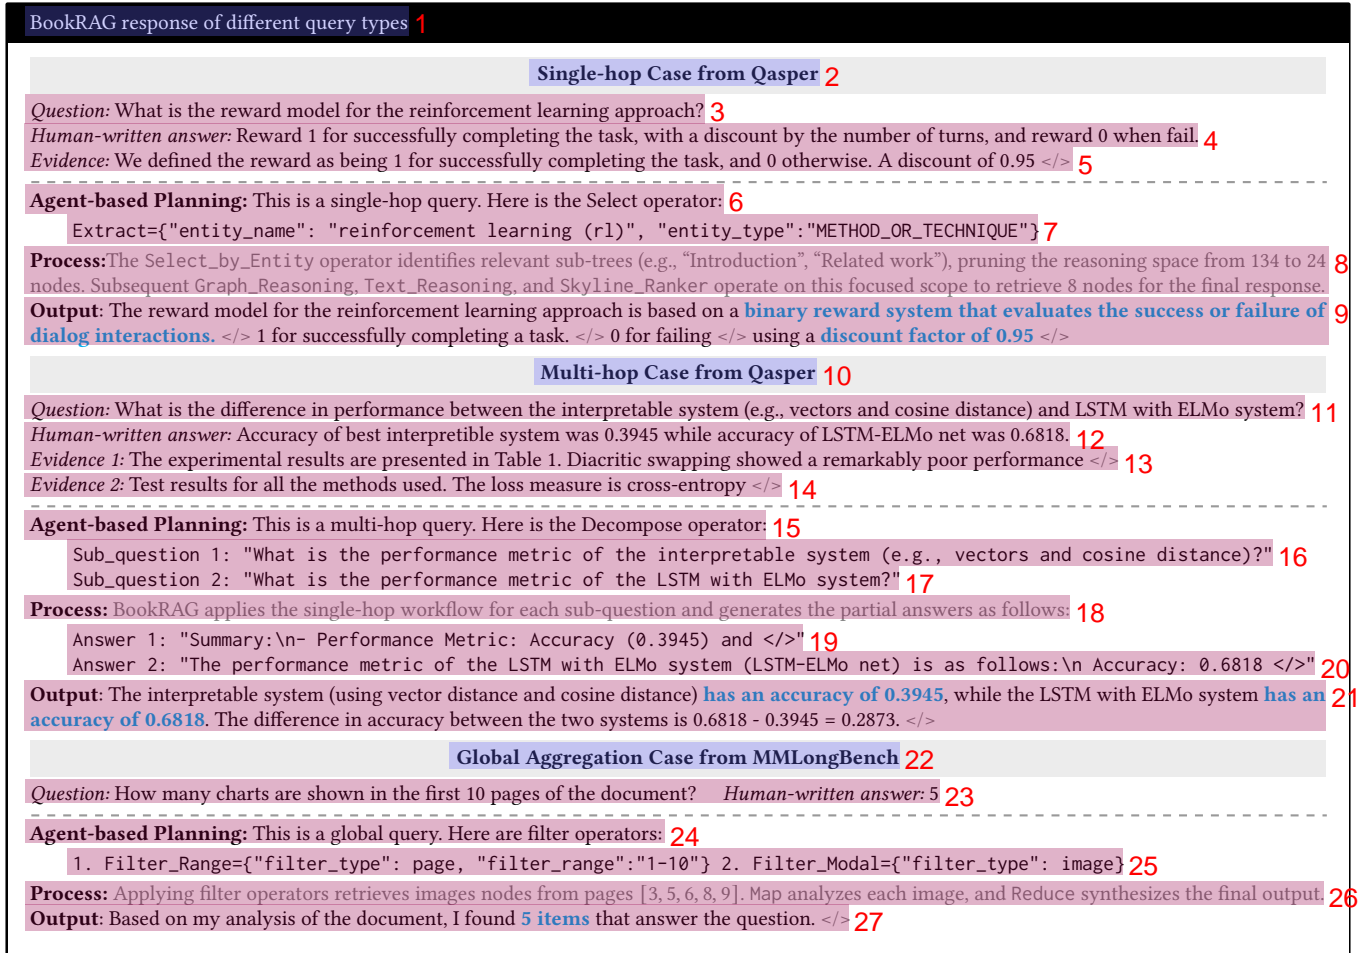 BookRAG response of different query types 1
Single-hop Case from Qasper 2
Question: What is the reward model for the reinforcement learning approach? 3
Human-written answer: Reward 1 for successfully completing the task, with a discount by the number of turns, and reward 0 when fail. 4
Evidence: We defined the reward as being 1 for successfully completing the task, and 0 otherwise. A discount of 0.95 </> 5
Agent-based Planning: This is a single-hop query. Here is the Select operator: 6
Extract={"entity_name": "reinforcement learning (rl)", "entity_type":"METHOD_OR_TECHNIQUE"} 7
Process:The Select_by_Entity operator identifies relevant sub-trees (e.g., “Introduction”, “Related work”), pruning the reasoning space from 134 to 24 8
nodes. Subsequent Graph_Reasoning, Text_Reasoning, and Skyline_Ranker operate on this focused scope to retrieve 8 nodes for the final response.
Output: The reward model for the reinforcement learning approach is based on a binary reward system that evaluates the success or failure of 9
dialog interactions. </> 1 for successfully completing a task. </> 0 for failing </> using a discount factor of 0.95 </>
Multi-hop Case from Qasper 10
Question: What is the difference in performance between the interpretable system (e.g., vectors and cosine distance) and LSTM with ELMo system? 11
Human-written answer: Accuracy of best interpretible system was 0.3945 while accuracy of LSTM-ELMo net was 0.6818. 12
Evidence 1: The experimental results are presented in Table 1. Diacritic swapping showed a remarkably poor performance </> 13
Evidence 2: Test results for all the methods used. The loss measure is cross-entropy </> 14
Agent-based Planning: This is a multi-hop query. Here is the Decompose operator: 15
Sub_question 1: "What is the performance metric of the interpretable system (e.g., vectors and cosine distance)?" 16
Sub_question 2: "What is the performance metric of the LSTM with ELMo system?" 17
Process: BookRAG applies the single-hop workflow for each sub-question and generates the partial answers as follows: 18
Answer 1: "Summary:\n- Performance Metric: Accuracy (0.3945) and </>" 19
Answer 2: "The performance metric of the LSTM with ELMo system (LSTM-ELMo net) is as follows:\n Accuracy: 0.6818 </>" 20
Output: The interpretable system (using vector distance and cosine distance) has an accuracy of 0.3945, while the LSTM with ELMo system has an 21
accuracy of 0.6818. The difference in accuracy between the two systems is 0.6818 - 0.3945 = 0.2873. </>
Global Aggregation Case from MMLongBench 22
Question: How many charts are shown in the first 10 pages of the document? Human-written answer: 5 23
Agent-based Planning: This is a global query. Here are filter operators: 24
1. Filter_Range={"filter_type": page, "filter_range":"1-10"} 2. Filter_Modal={"filter_type": image} 25
Process: Applying filter operators retrieves images nodes from pages [3, 5, 6, 8, 9]. Map analyzes each image, and Reduce synthesizes the final output. 26
Output: Based on my analysis of the document, I found 5 items that answer the question. </> 27